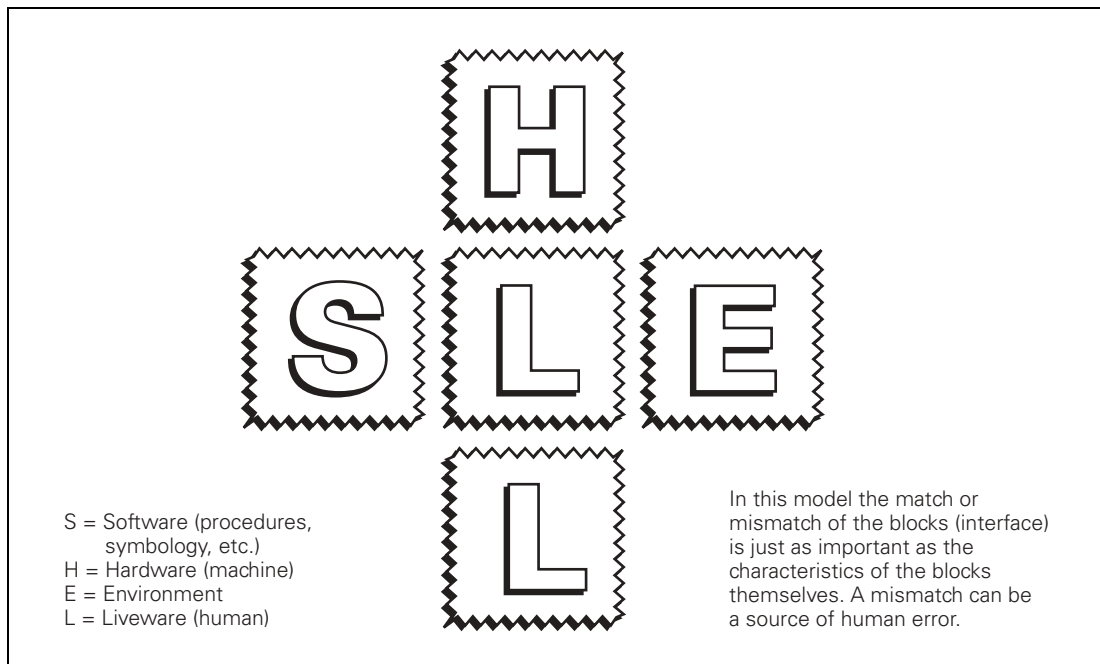 H
S L E
L
S = Software (procedures,
symbology, etc.)
H = Hardware (machine)
E = Environment
L = Liveware (human)
In this model the match or
mismatch of the blocks (interface)
is just as important as the
characteristics of the blocks
themselves. A mismatch can be
a source of human error.